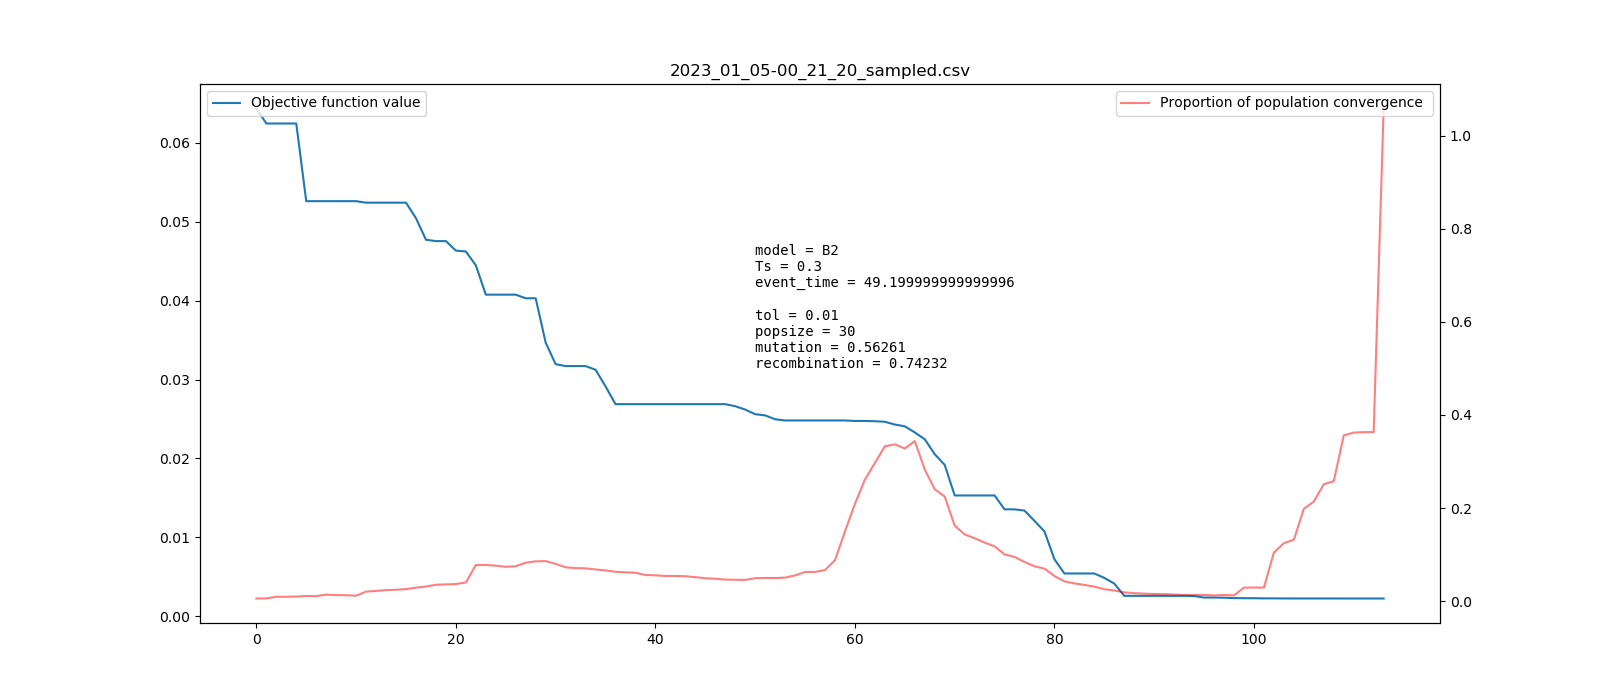 2023_01_05-00_21_20_sampled.csv
Objective function value
Proportion of population convergence
model = B2
Ts = 0.3
event_time = 49.199999999999996
tol = 0.01
popsize = 30
mutation = 0.56261
recombination = 0.74232
0.06
0.05
0.04
0.03
0.02
0.01
0.00
1.0
0.8
0.6
0.4
0.2
0.0
0 20 40 60 80 100